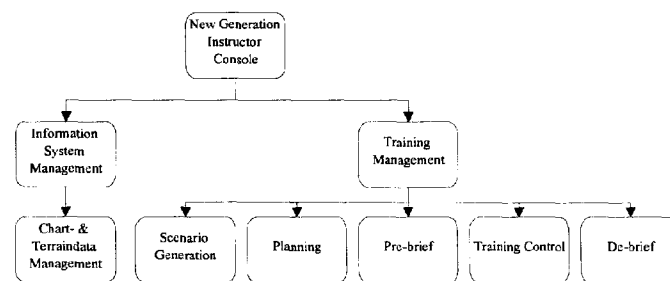 New Generation
Instructor
Console
Information
System
Management
Training
Management
Chart- &
Terraindata
Management
Scenario
Generation
Planning
Pre-brief
Training Control
De-brief